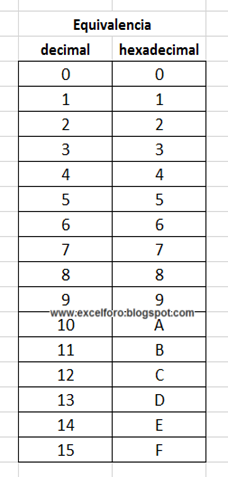 Equivalencia
decimal hexadecimal
0 0
1 1
2 2
3 3
4 4
5 5
6 6
7 7
8 8
9 9
www.excelforo.blogspot.com
10 A
11 B
12 C
13 D
14 E
15 F